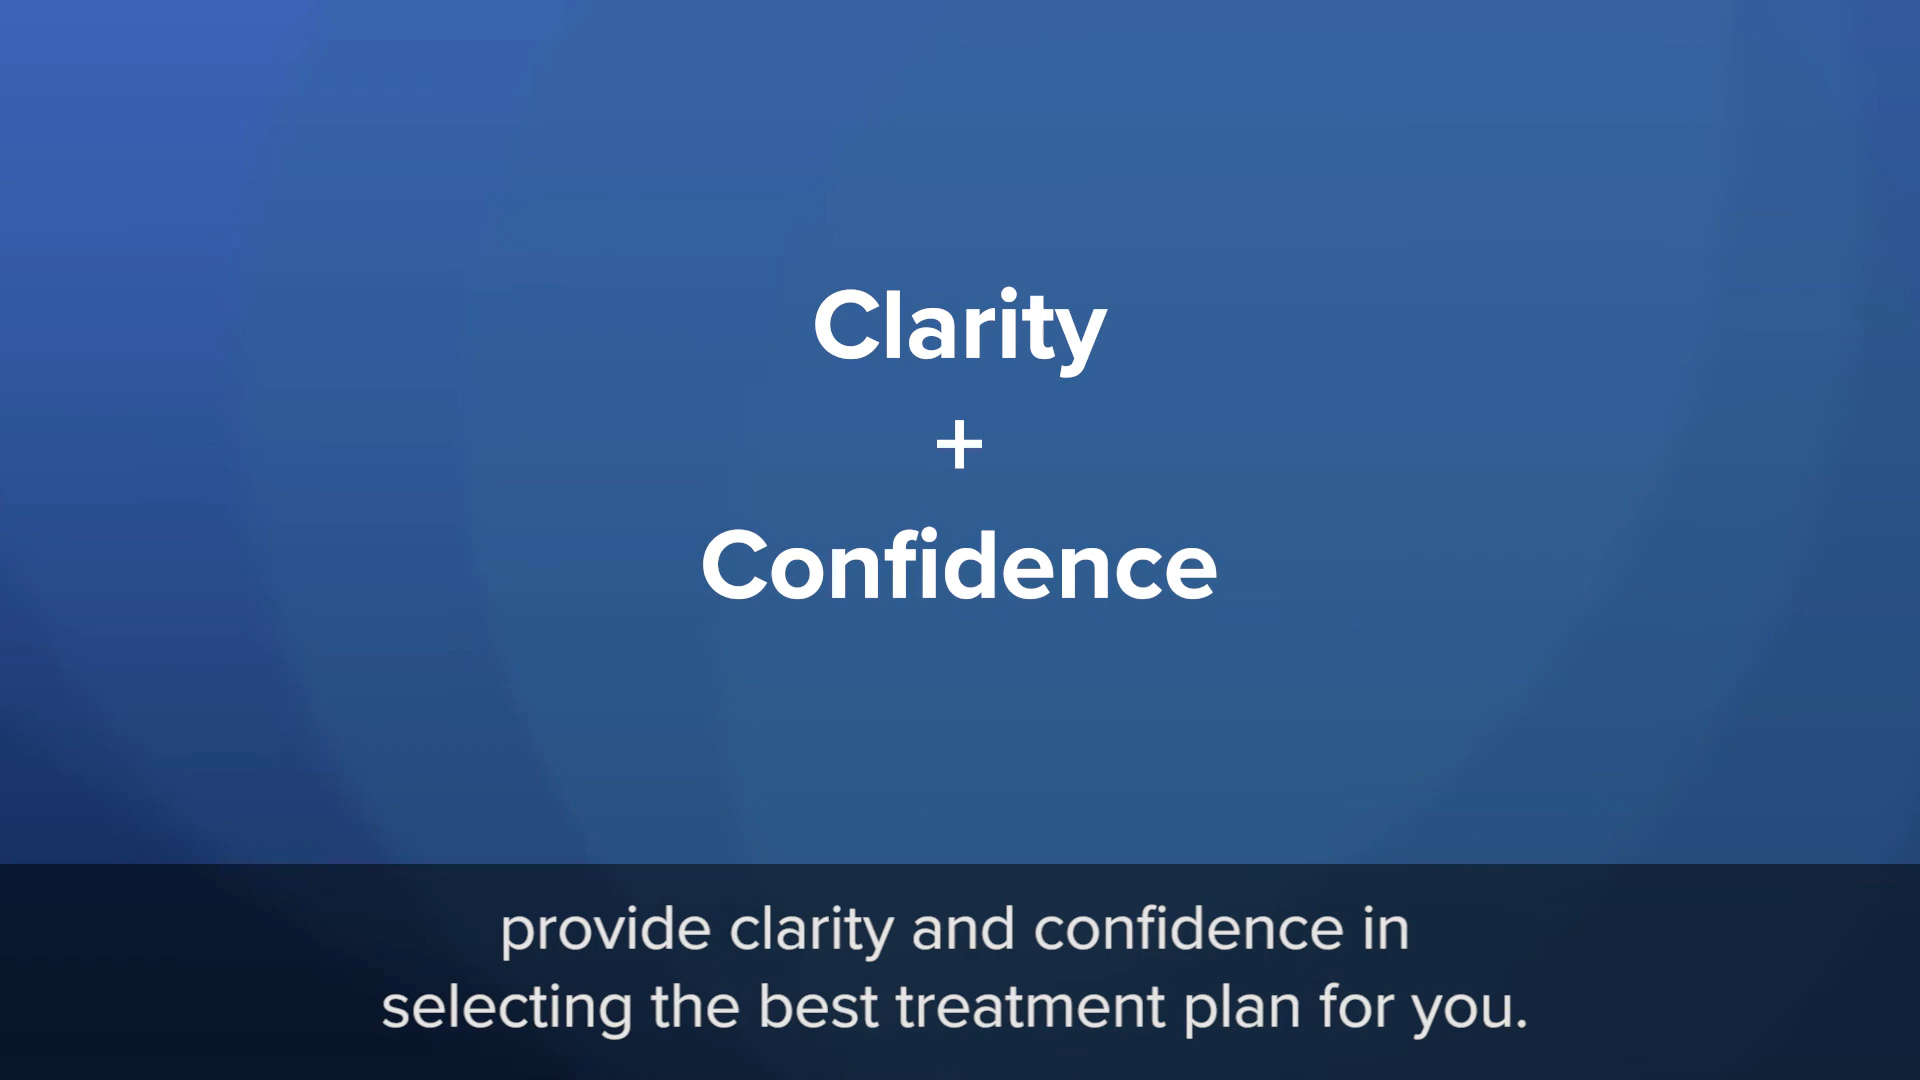 Clarity
+
Confidence
provide clarity and confidence in
selecting the best treatment plan for you.